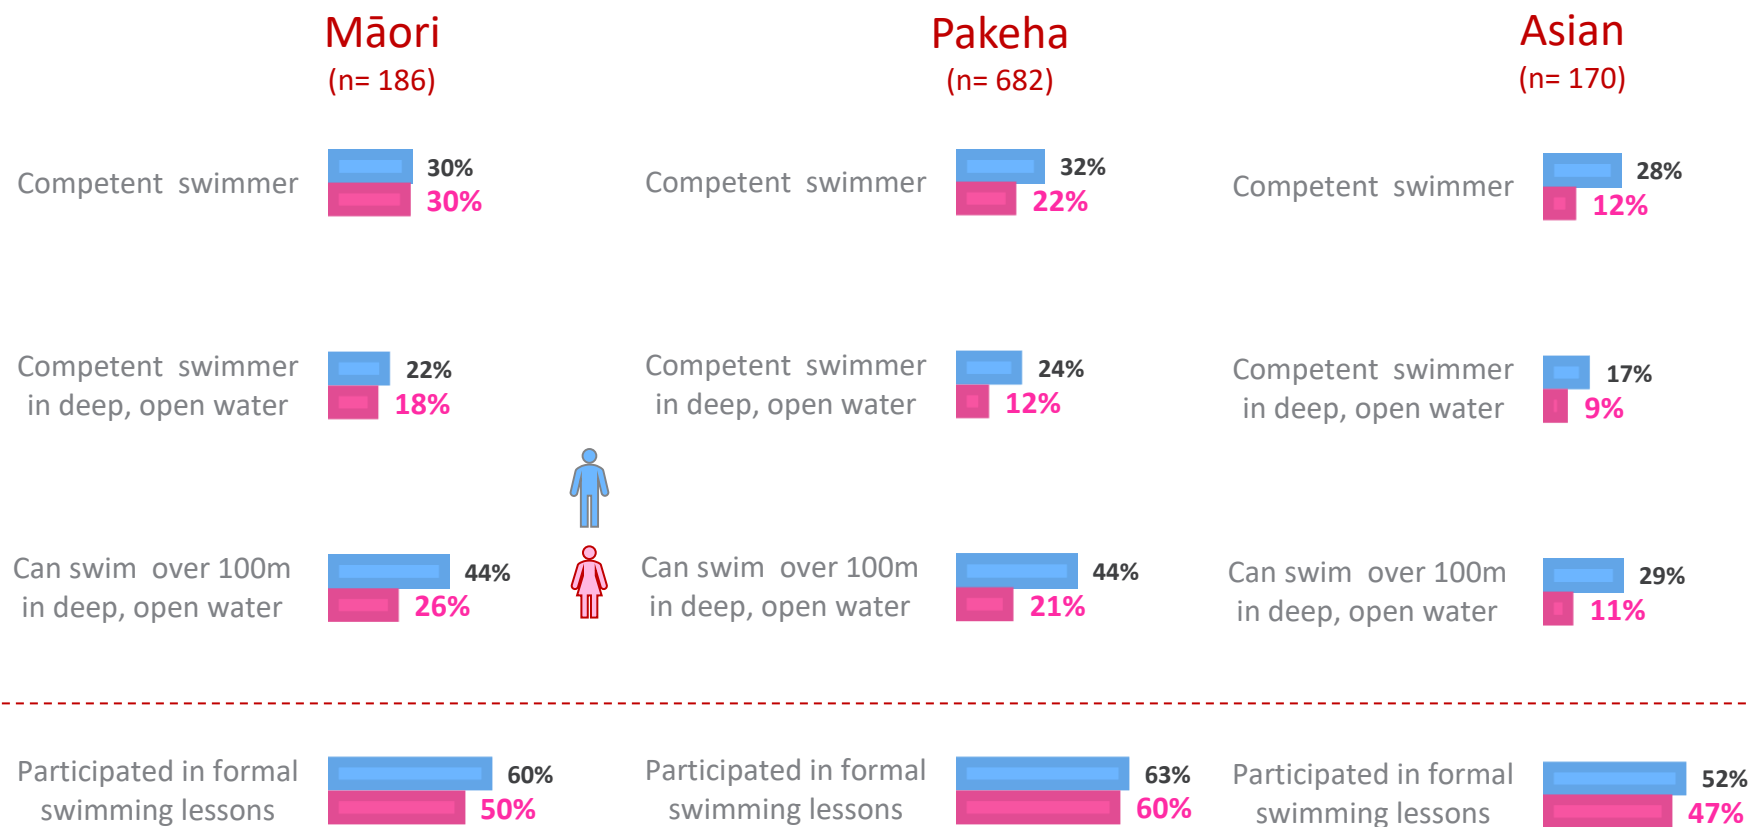 Māori
(n= 186)
Pakeha
(n= 682)
Asian
(n= 170)
Competent swimmer
30%
30%
Competent swimmer
32%
22%
Competent swimmer
28%
12%
Competent swimmer
in deep, open water
22%
18%
Competent swimmer
in deep, open water
24%
12%
Competent swimmer
in deep, open water
17%
9%
Can swim over 100m
in deep, open water
44%
26%
Can swim over 100m
in deep, open water
44%
21%
Can swim over 100m
in deep, open water
29%
11%
Participated in formal
swimming lessons
60%
50%
Participated in formal
swimming lessons
63%
60%
Participated in formal
swimming lessons
52%
47%